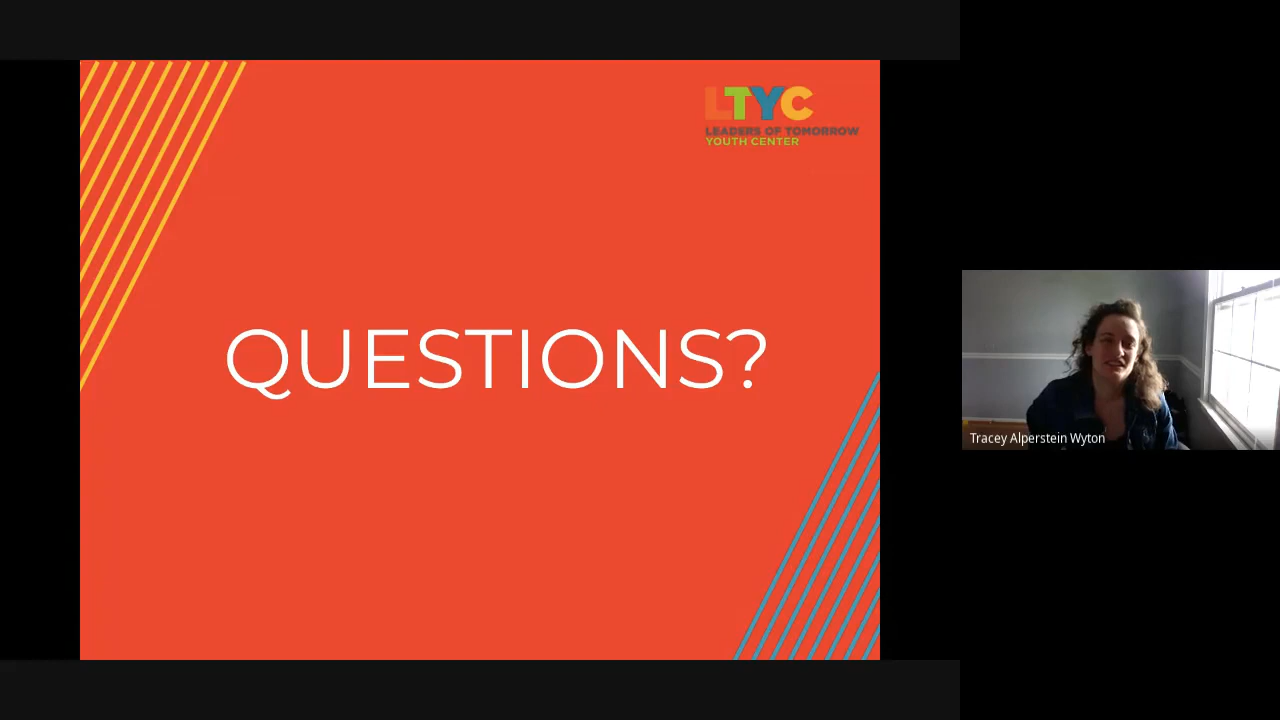 LTYC
LEADERS OF TOMORROW
YOUTH CENTER
QUESTIONS?
Tracey Alperstein Wyton